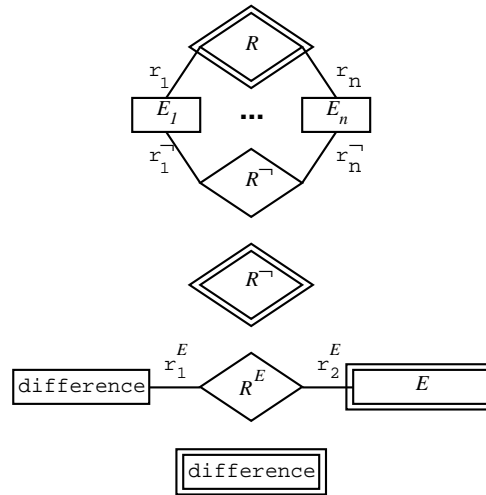 R
r₁ rₙ
E₁ ... Eₙ
r₁¬ rₙ¬
R¬
R¬
r₁ᴱ r₂ᴱ
difference Rᴱ E
difference